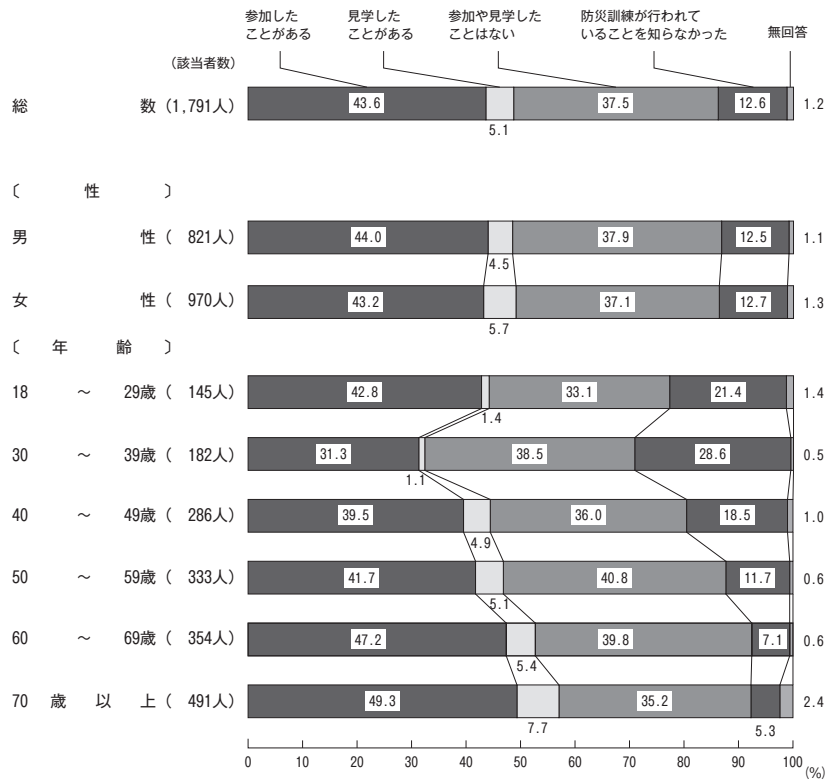 参加した
ことがある
見学した
ことがある
参加や見学した
ことはない
防災訓練が行われて
いることを知らなかった
無回答
(該当者数)
総 数 (1,791人) 43.6 5.1 37.5 12.6 1.2
〔 性 〕
男 性 ( 821人) 44.0 4.5 37.9 12.5 1.1
女 性 ( 970人) 43.2 5.7 37.1 12.7 1.3
〔 年 齢 〕
18 ～ 29歳 ( 145人) 42.8 1.4 33.1 21.4 1.4
30 ～ 39歳 ( 182人) 31.3 1.1 38.5 28.6 0.5
40 ～ 49歳 ( 286人) 39.5 4.9 36.0 18.5 1.0
50 ～ 59歳 ( 333人) 41.7 5.1 40.8 11.7 0.6
60 ～ 69歳 ( 354人) 47.2 5.4 39.8 7.1 0.6
70 歳 以 上 ( 491人) 49.3 7.7 35.2 5.3 2.4
0 10 20 30 40 50 60 70 80 90 100
(%)